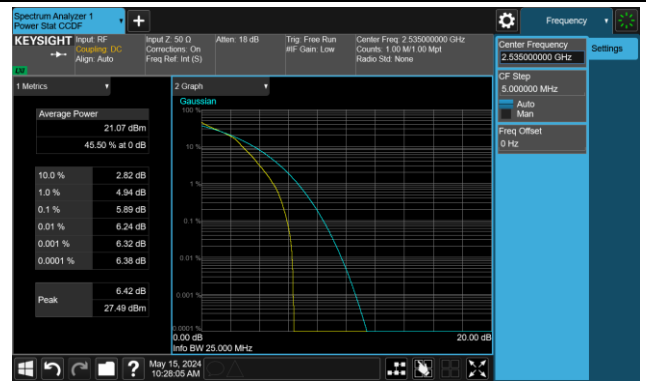 Spectrum Analyzer 1
Power Stat CCDF
Frequency
KEYSIGHT
Input: RF
Coupling: DC
Align: Auto
Input Z: 50 Ω
Corrections: On
Freq Ref: Int (S)
Atten: 18 dB
Trig: Free Run
#IF Gain: Low
Center Freq: 2.535000000 GHz
Counts: 1.00 M/1.00 Mpt
Radio Std: None
LXI
Center Frequency
2.535000000 GHz
Settings
CF Step
5.000000 MHz
Auto
Man
Freq Offset
0 Hz
1 Metrics
Average Power
21.07 dBm
45.50 % at 0 dB
10.0 % 2.82 dB
1.0 % 4.94 dB
0.1 % 5.89 dB
0.01 % 6.24 dB
0.001 % 6.32 dB
0.0001 % 6.38 dB
Peak 6.42 dB
27.49 dBm
2 Graph
Gaussian
100 %
10 %
1 %
0.1 %
0.01 %
0.001 %
0.0001 %
0.00 dB 20.00 dB
Info BW 25.000 MHz
? May 15, 2024
10:28:05 AM